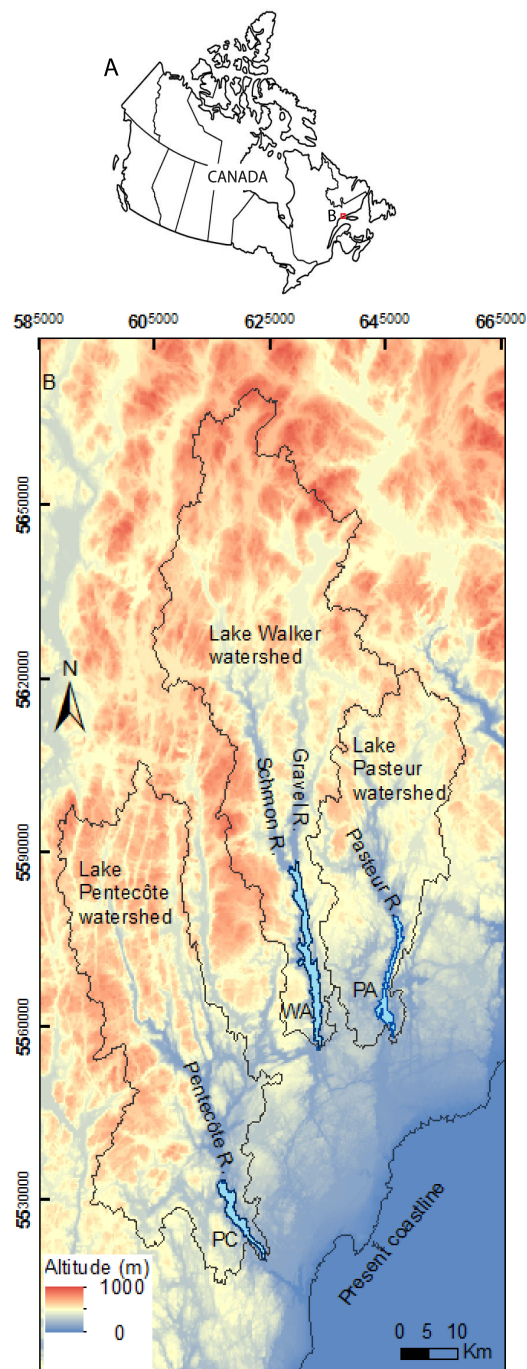 A
CANADA
B
585000 605000 625000 645000 665000
B
5650000
Lake Walker
watershed
5620000
N
Lake
Pasteur
watershed
Schmon R.
Gravel R.
5590000
Lake
Pentecôte
watershed
Pasteur R.
WA
PA
5560000
Pentecôte R.
5530000
PC
Present coastline
Altitude (m)
1000
0
0 5 10
Km